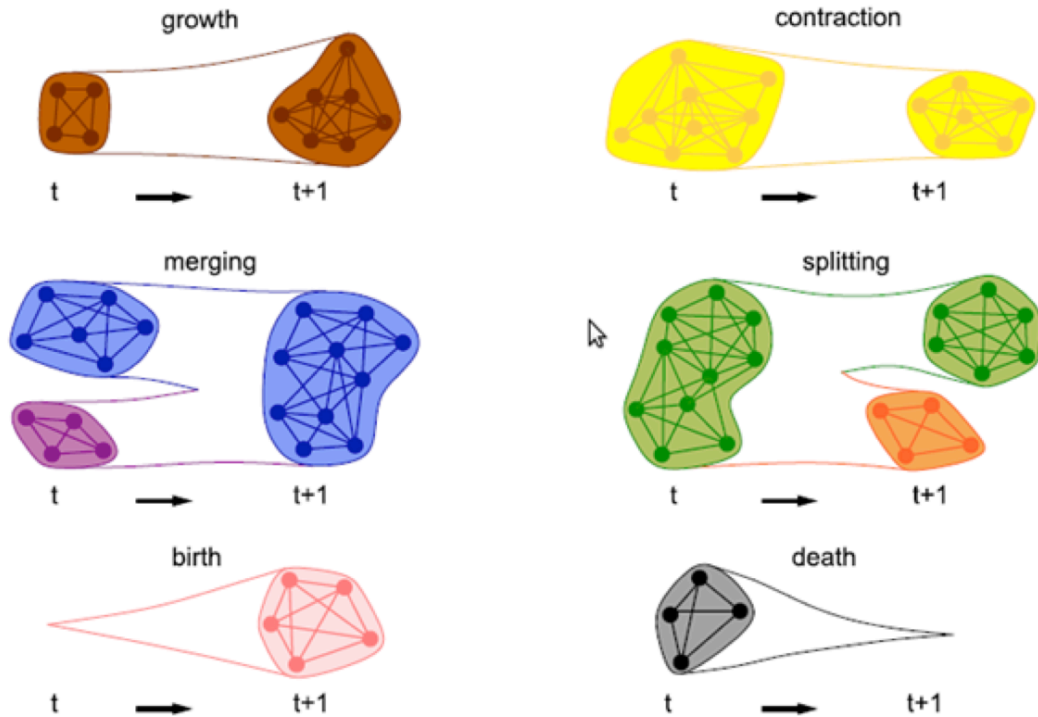 growth
contraction
t
t+1
t
t+1
merging
splitting
t
t+1
t
t+1
birth
death
t
t+1
t
t+1